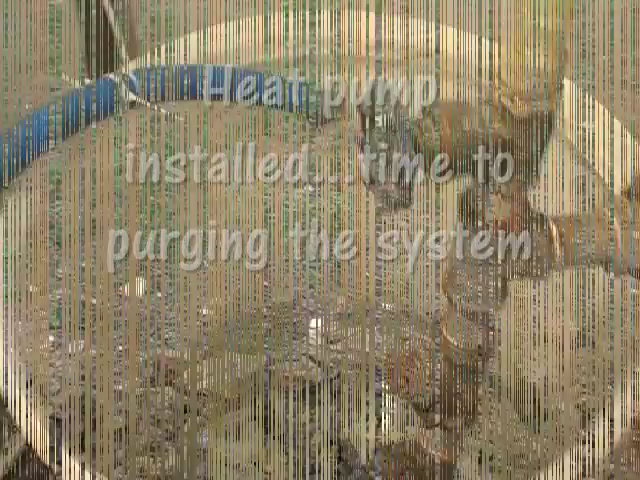 Heat pump
installed...time to
purging the system